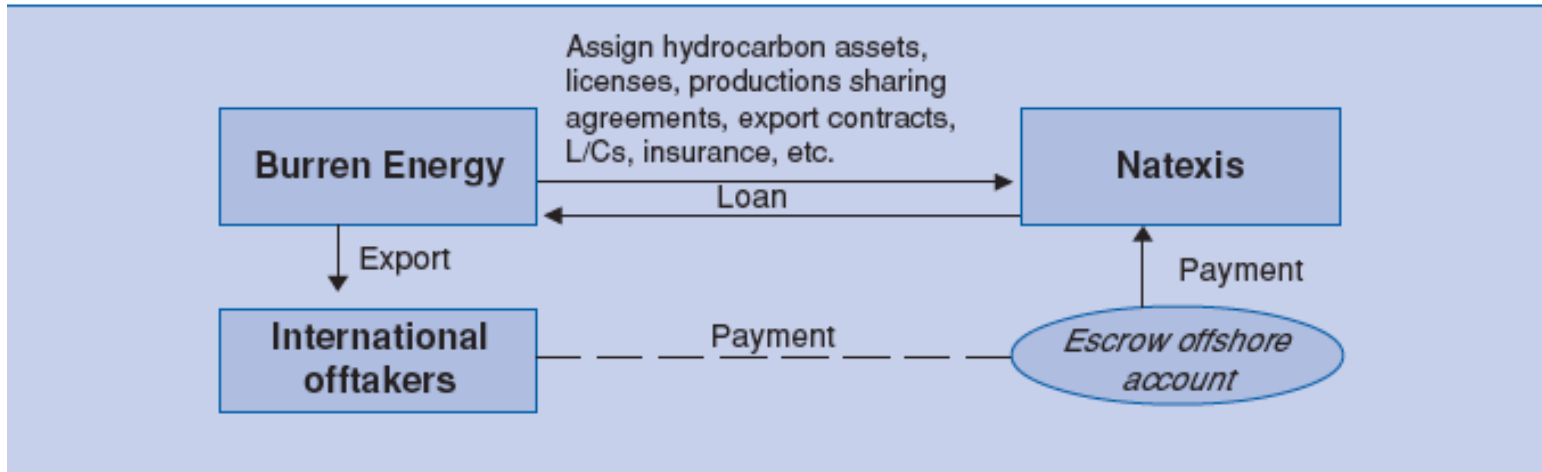 Assign hydrocarbon assets,
licenses, productions sharing
agreements, export contracts,
L/Cs, insurance, etc.
Burren Energy
Natexis
Loan
Export
Payment
International
offtakers
Payment
Escrow offshore
account